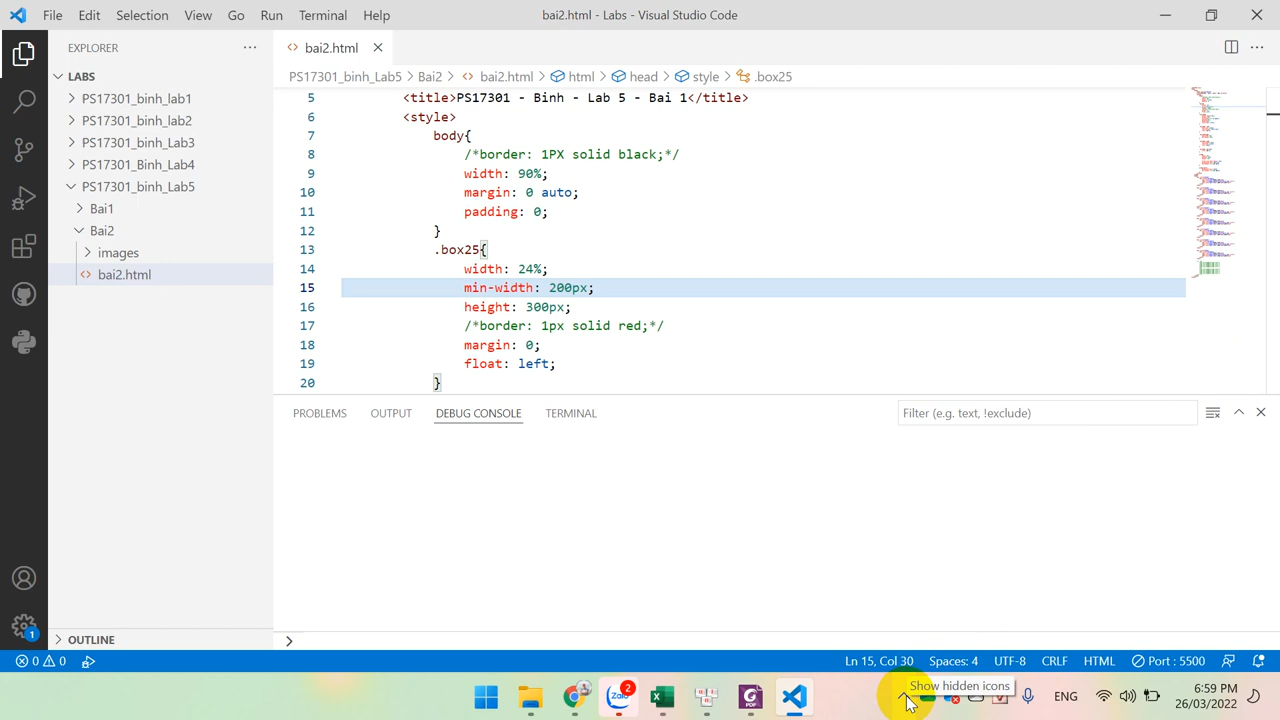 File Edit Selection View Go Run Terminal Help bai2.html - Labs - Visual Studio Code
EXPLORER
LABS
PS17301_binh_lab1
PS17301_binh_lab2
PS17301_binh_Lab3
PS17301_Binh_Lab4
PS17301_binh_Lab5
Bai1
Bai2
images
bai2.html
OUTLINE
bai2.html
PS17301_binh_Lab5 Bai2 bai2.html html head style .box25
5 <title>PS17301 - Binh - Lab 5 - Bai 1</title>
6 <style>
7 body{
8 /*border: 1PX solid black;*/
9 width: 90%;
10 margin: auto;
11 padding: 0;
12 }
13 .box25{
14 width: 24%;
15 min-width: 200px;
16 height: 300px;
17 /*border: 1px solid red;*/
18 margin: 0;
19 float: left;
20 }
PROBLEMS OUTPUT DEBUG CONSOLE TERMINAL Filter (e.g. text, !exclude)
1
0 0 Ln 15, Col 30 Spaces: 4 UTF-8 CRLF HTML Port : 5500
Show hidden icons
Zalo 2 PDF ENG 6:59 PM
26/03/2022